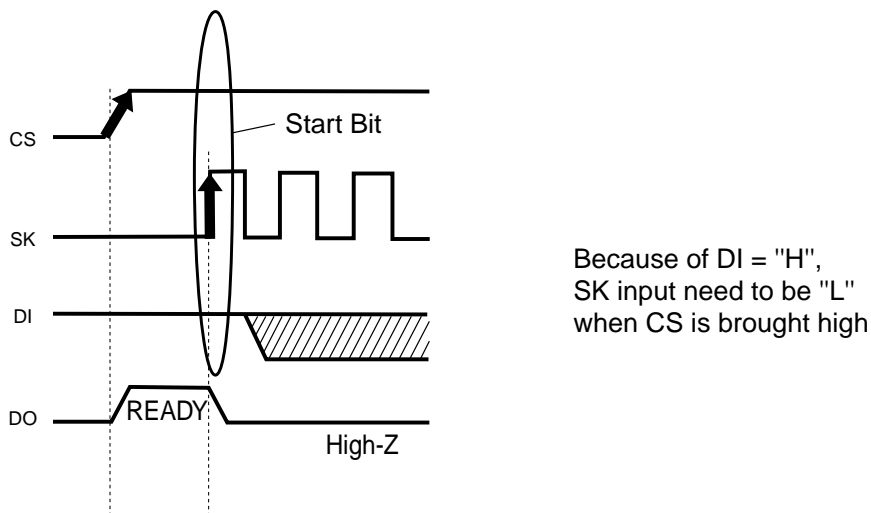 CS
Start Bit
SK
Because of DI = "H",
SK input need to be "L"
when CS is brought high
DI
DO
READY
High-Z